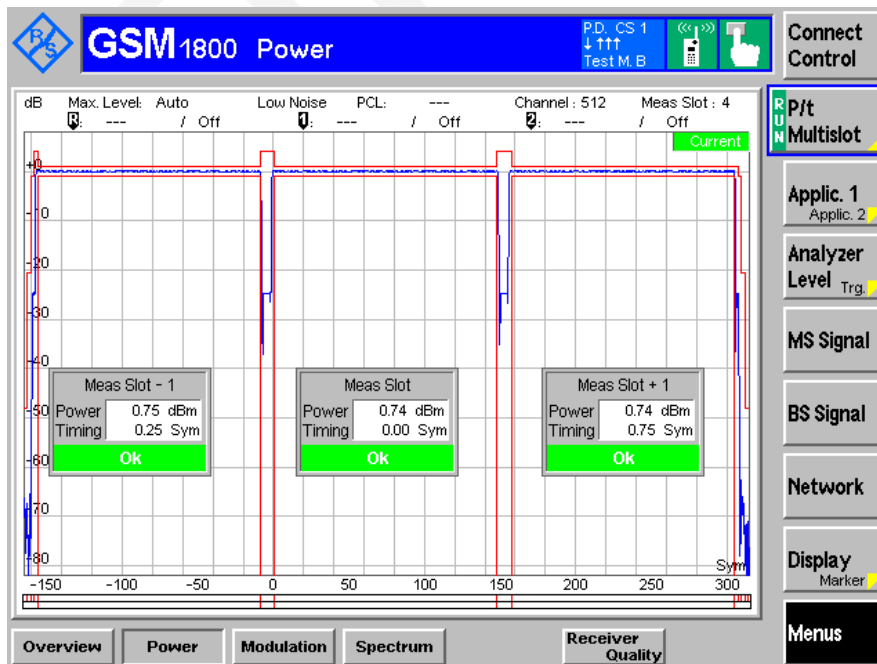 R/S
GSM 1800 Power
P.D. CS 1
↓ ↑↑↑
Test M. B
Connect
Control
dB Max. Level: Auto Low Noise PCL: --- Channel : 512 Meas Slot : 4
R: --- / Off 1: --- / Off 2: --- / Off
Current
RUN
P/t
Multislot
Applic. 1
Applic. 2
Analyzer
Level Trg.
MS Signal
BS Signal
Network
Display
Marker
Menus
+0
-10
-20
-30
-40
-50
-60
-70
-80
Meas Slot - 1
Power 0.75 dBm
Timing 0.25 Sym
Ok
Meas Slot
Power 0.74 dBm
Timing 0.00 Sym
Ok
Meas Slot + 1
Power 0.74 dBm
Timing 0.75 Sym
Ok
Sym
-150 -100 -50 0 50 100 150 200 250 300
Overview Power Modulation Spectrum Receiver
Quality